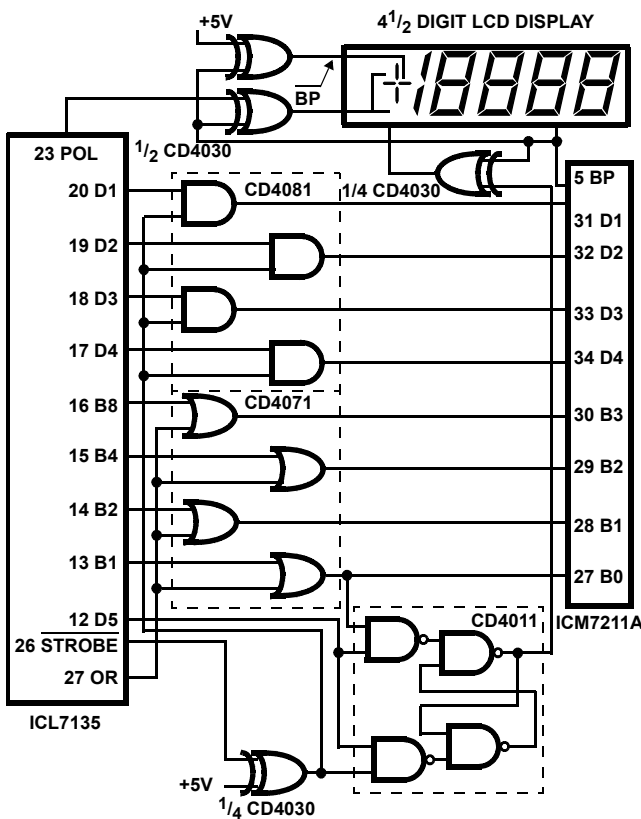 +5V
4 1/2 DIGIT LCD DISPLAY
BP
1/2 CD4030
23 POL
20 D1
19 D2
18 D3
17 D4
16 B8
15 B4
14 B2
13 B1
12 D5
26 STROBE
27 OR
ICL7135
CD4081
1/4 CD4030
CD4071
5 BP
31 D1
32 D2
33 D3
34 D4
30 B3
29 B2
28 B1
27 B0
ICM7211A
CD4011
+5V
1/4 CD4030